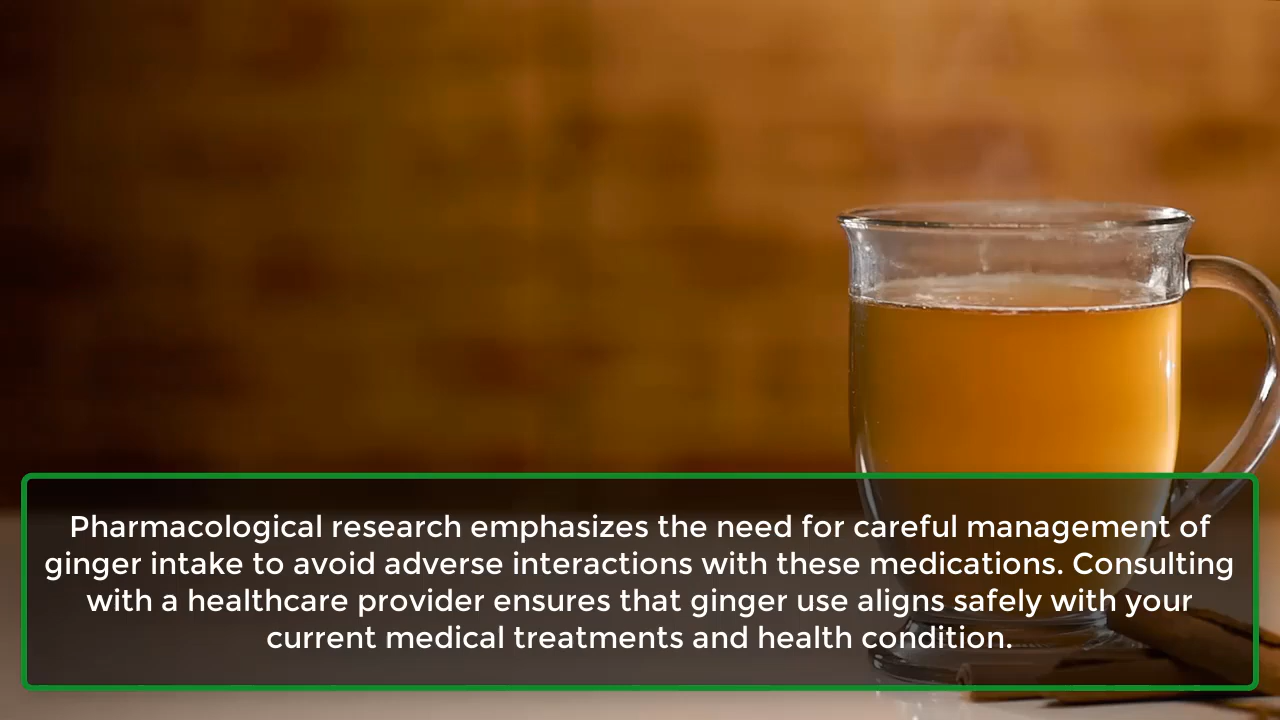 Pharmacological research emphasizes the need for careful management of
ginger intake to avoid adverse interactions with these medications. Consulting
with a healthcare provider ensures that ginger use aligns safely with your
current medical treatments and health condition.